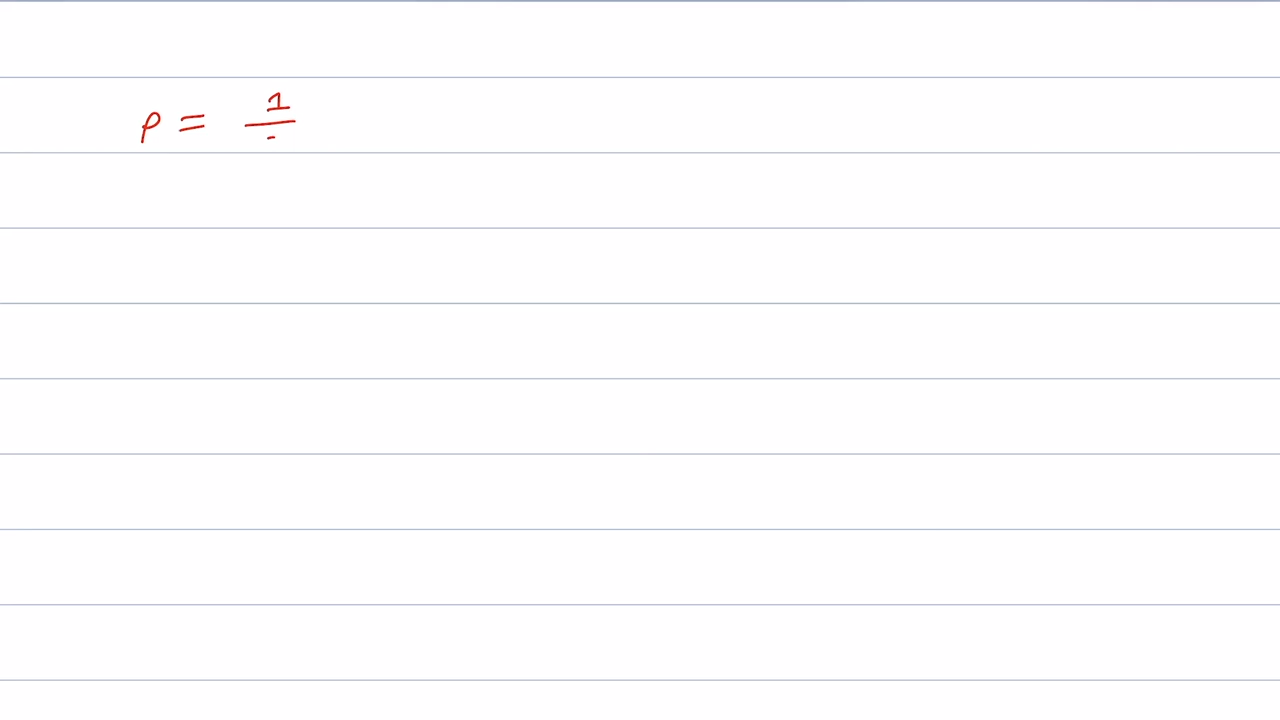 ρ = 1/